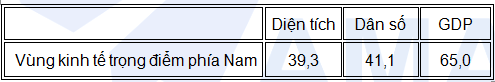 Diện tích Dân số GDP
Vùng kinh tế trọng điểm phía Nam 39,3 41,1 65,0